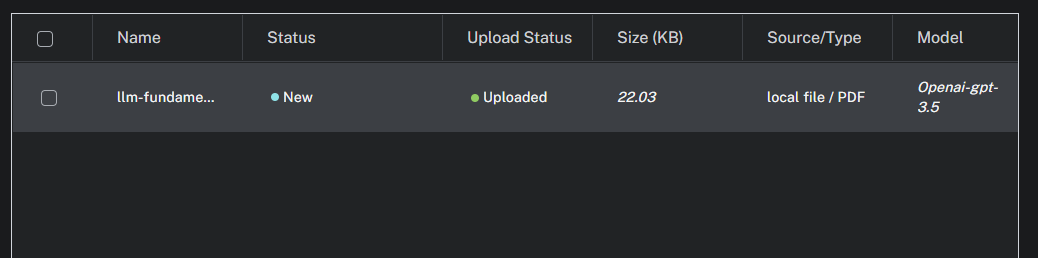 Name Status Upload Status Size (KB) Source/Type Model
llm-fundame... New Uploaded 22.03 local file / PDF Openai-gpt-
3.5